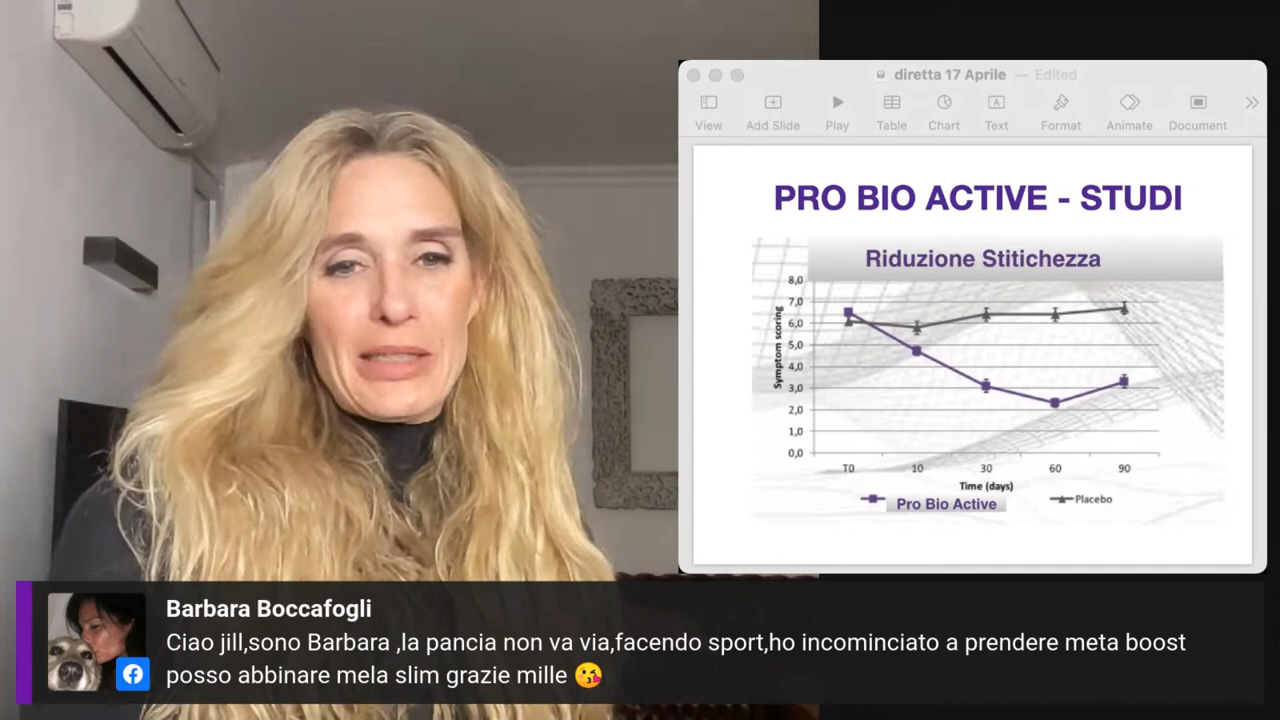 diretta 17 Aprile — Edited
View Add Slide Play Table Chart Text Format Animate Document
PRO BIO ACTIVE - STUDI
Riduzione Stitichezza
Symptom scoring
8,0
7,0
6,0
5,0
4,0
3,0
2,0
1,0
0,0
T0 10 30 60 90
Time (days)
Pro Bio Active Placebo
Barbara Boccafogli
Ciao jill,sono Barbara ,la pancia non va via,facendo sport,ho incominciato a prendere meta boost
posso abbinare mela slim grazie mille 😘